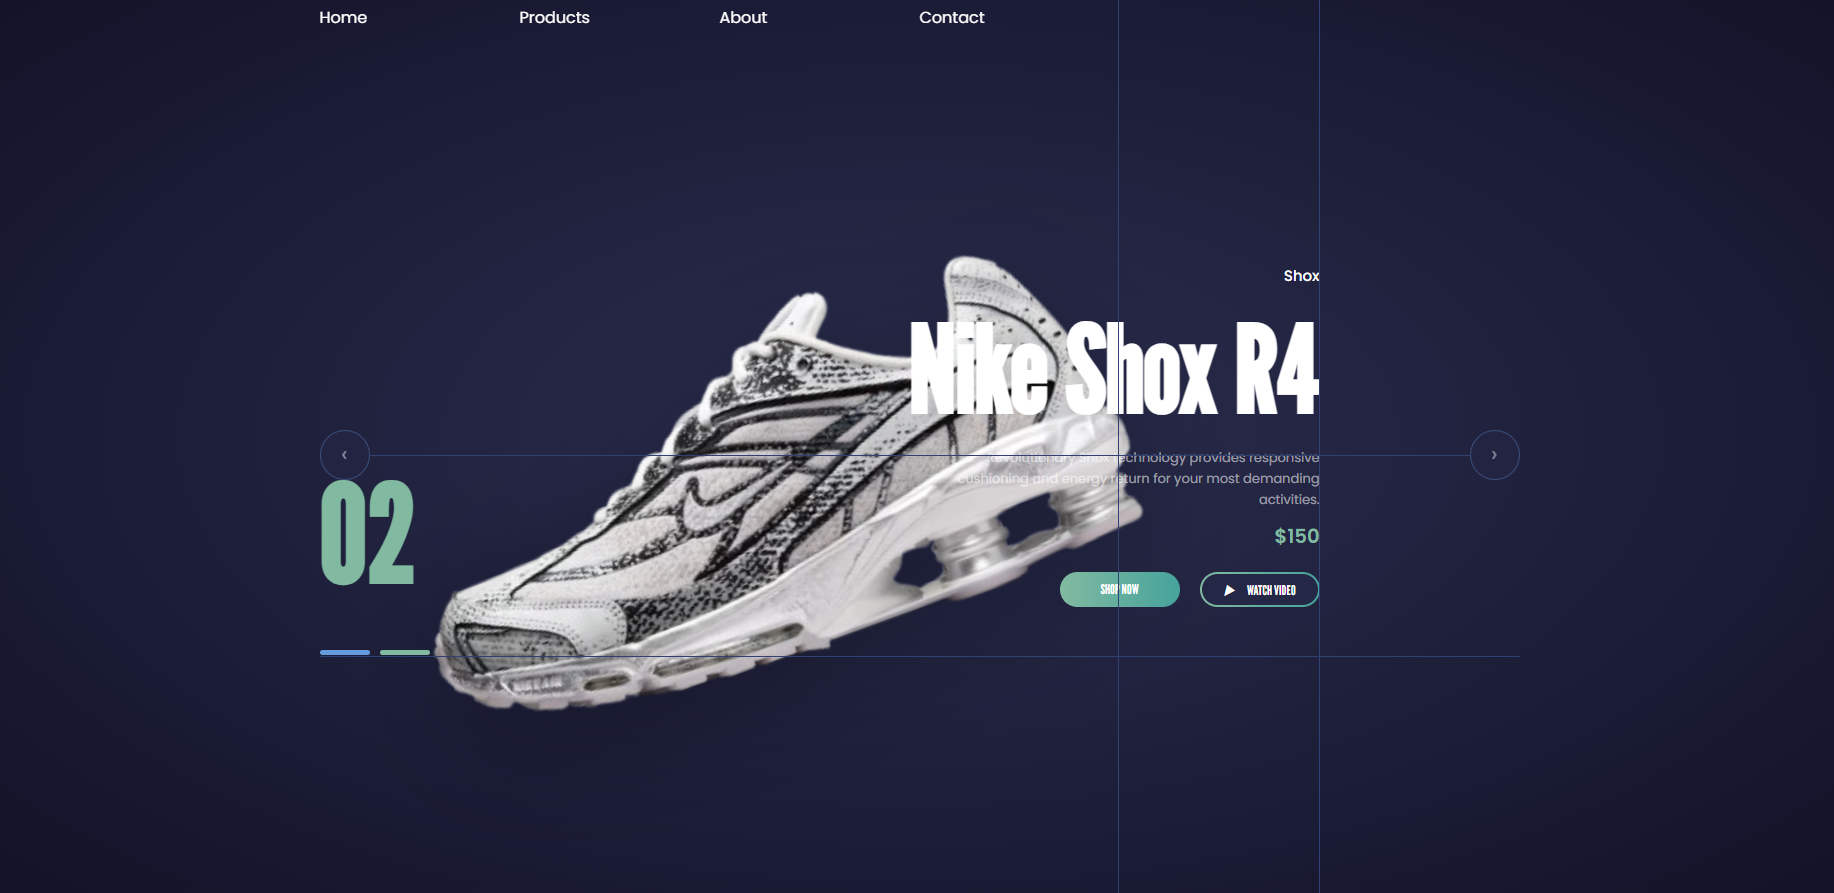 Home Products About Contact
Shox
Nike Shox R4
Revolutionary Shox technology provides responsive
cushioning and energy return for your most demanding
activities.
$150
02
SHOP NOW WATCH VIDEO